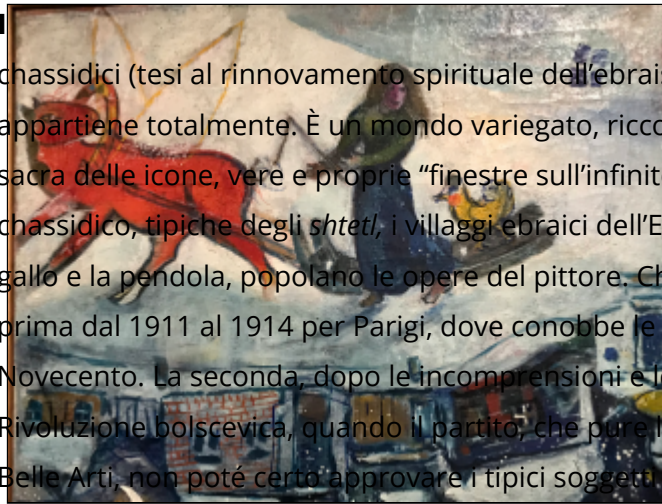 chassidici (tesi al rinnovamento spirituale dell’ebrais
appartiene totalmente. È un mondo variegato, ricco
sacra delle icone, vere e proprie “finestre sull’infinit
chassidico, tipiche degli shtetl, i villaggi ebraici dell’E
gallo e la pendola, popolano le opere del pittore. Ch
prima dal 1911 al 1914 per Parigi, dove conobbe le
Novecento. La seconda, dopo le incomprensioni e l
Rivoluzione bolscevica, quando il partito, che pure l
Belle Arti, non poté certo approvare i tipici soggetti